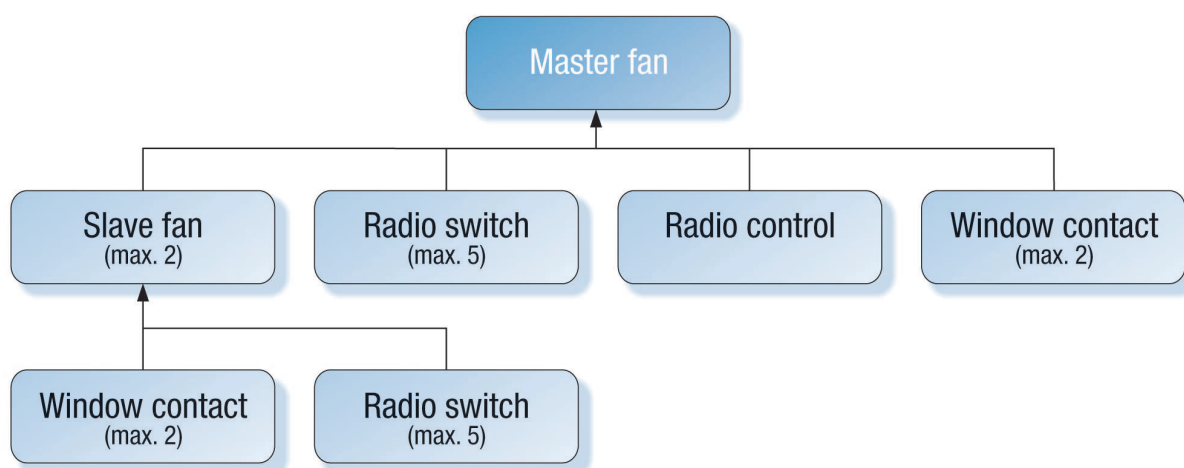 Master fan
Slave fan
(max. 2)
Radio switch
(max. 5)
Radio control
Window contact
(max. 2)
Window contact
(max. 2)
Radio switch
(max. 5)